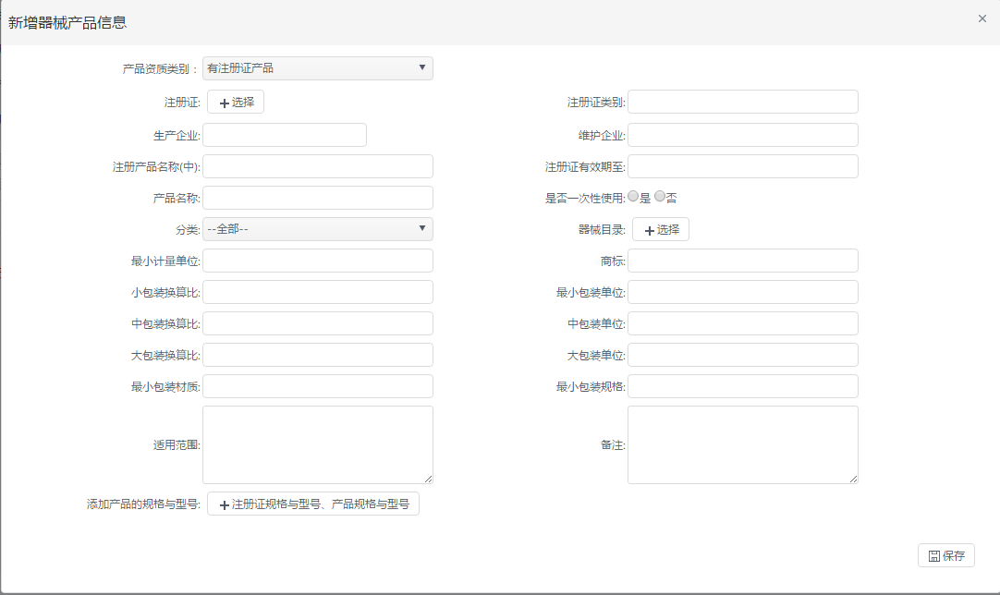 新增器械产品信息
×
产品资质类别： 有注册证产品
注册证: 选择 注册证类别:
生产企业: 维护企业:
注册产品名称(中): 注册证有效期至:
产品名称: 是否一次性使用: 是 否
分类: --全部-- 器械目录: 选择
最小计量单位: 商标:
小包装换算比: 最小包装单位:
中包装换算比: 中包装单位:
大包装换算比: 大包装单位:
最小包装材质: 最小包装规格:
适用范围: 备注:
添加产品的规格与型号: 注册证规格与型号、产品规格与型号
保存